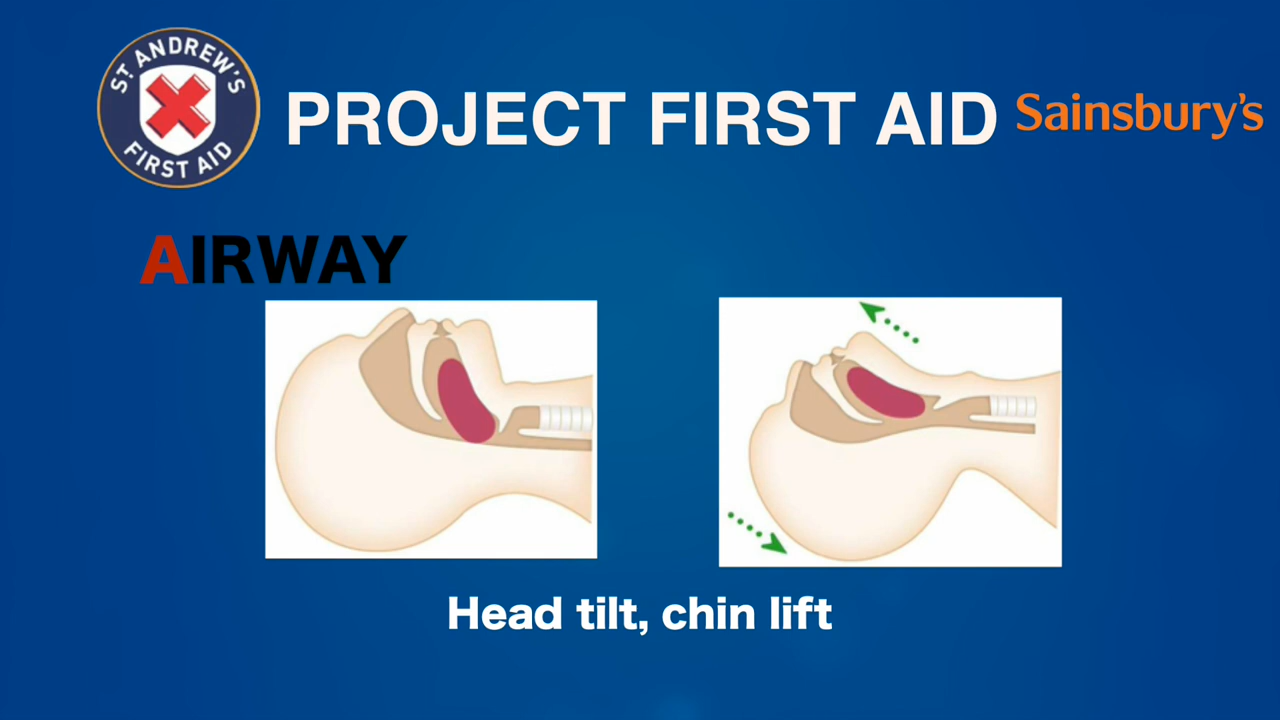 ST ANDREW'S
FIRST AID
PROJECT FIRST AID
Sainsbury's
AIRWAY
Head tilt, chin lift